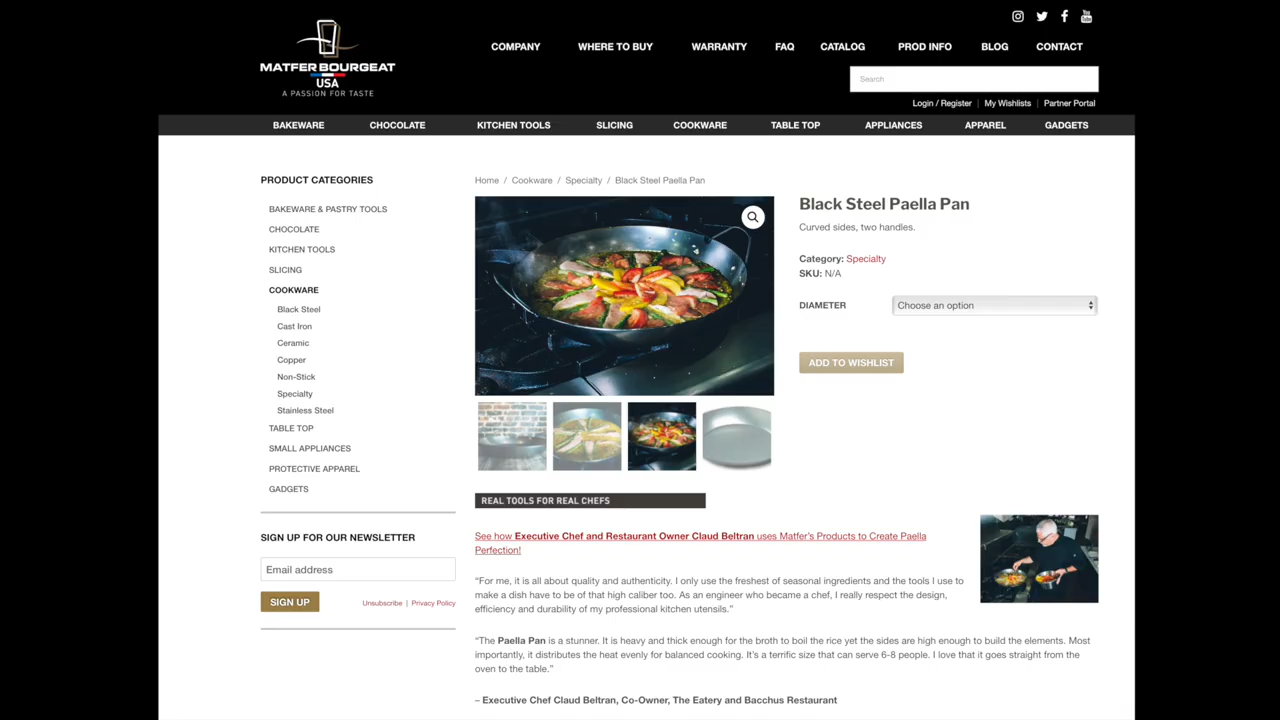 MATFER BOURGEAT
USA
A PASSION FOR TASTE
You
Tube
COMPANY WHERE TO BUY WARRANTY FAQ CATALOG PROD INFO BLOG CONTACT
Search
Login / Register | My Wishlists | Partner Portal
BAKEWARE CHOCOLATE KITCHEN TOOLS SLICING COOKWARE TABLE TOP APPLIANCES APPAREL GADGETS
PRODUCT CATEGORIES
BAKEWARE & PASTRY TOOLS
CHOCOLATE
KITCHEN TOOLS
SLICING
COOKWARE
Black Steel
Cast Iron
Ceramic
Copper
Non-Stick
Specialty
Stainless Steel
TABLE TOP
SMALL APPLIANCES
PROTECTIVE APPAREL
GADGETS
SIGN UP FOR OUR NEWSLETTER
Email address
SIGN UP
Unsubscribe | Privacy Policy
Home / Cookware / Specialty / Black Steel Paella Pan
Black Steel Paella Pan
Curved sides, two handles.
Category: Specialty
SKU: N/A
DIAMETER Choose an option
ADD TO WISHLIST
REAL TOOLS FOR REAL CHEFS
See how Executive Chef and Restaurant Owner Claud Beltran uses Matfer's Products to Create Paella
Perfection!
“For me, it is all about quality and authenticity. I only use the freshest of seasonal ingredients and the tools I use to
make a dish have to be of that high caliber too. As an engineer who became a chef, I really respect the design,
efficiency and durability of my professional kitchen utensils.”
“The Paella Pan is a stunner. It is heavy and thick enough for the broth to boil the rice yet the sides are high enough to build the elements. Most
importantly, it distributes the heat evenly for balanced cooking. It’s a terrific size that can serve 6-8 people. I love that it goes straight from the
oven to the table.”
– Executive Chef Claud Beltran, Co-Owner, The Eatery and Bacchus Restaurant